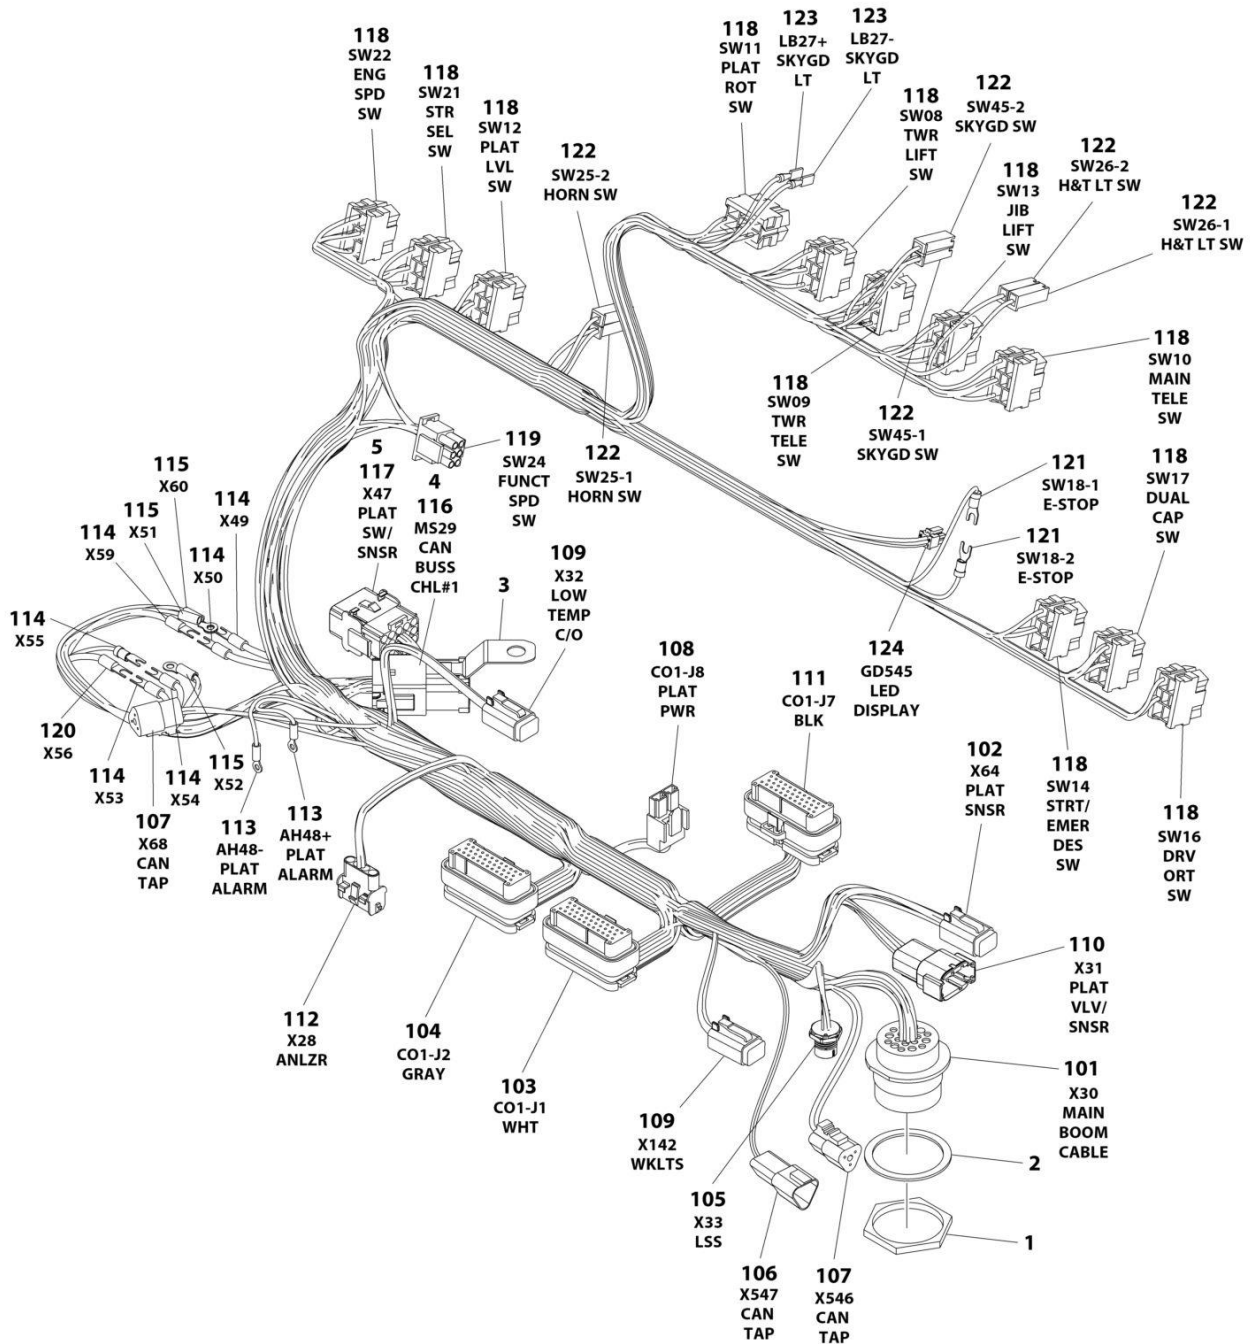 118
SW22
ENG
SPD
SW
118
SW21
STR
SEL
SW
118
SW12
PLAT
LVL
SW
122
SW25-2
HORN SW
118
SW11
PLAT
ROT
SW
123
LB27+
SKYGD
LT
123
LB27-
SKYGD
LT
118
SW08
TWR
LIFT
SW
122
SW45-2
SKYGD SW
118
SW13
JIB
LIFT
SW
122
SW26-2
H&T LT SW
122
SW26-1
H&T LT SW
118
SW10
MAIN
TELE
SW
118
SW09
TWR
TELE
SW
122
SW45-1
SKYGD SW
122
SW25-1
HORN SW
119
SW24
FUNCT
SPD
SW
5
117
X47
PLAT
SW/
SNSR
4
116
MS29
CAN
BUSS
CHL#1
109
X32
LOW
TEMP
C/O
3
115
X60
115
X51
114
X49
114
X59
114
X50
114
X55
120
X56
114
X53
114
X54
115
X52
107
X68
CAN
TAP
113
AH48-
PLAT
ALARM
113
AH48+
PLAT
ALARM
108
CO1-J8
PLAT
PWR
111
CO1-J7
BLK
124
GD545
LED
DISPLAY
121
SW18-1
E-STOP
121
SW18-2
E-STOP
118
SW17
DUAL
CAP
SW
118
SW14
STRT/
EMER
DES
SW
118
SW16
DRV
ORT
SW
102
X64
PLAT
SNSR
110
X31
PLAT
VLV/
SNSR
112
X28
ANLZR
104
CO1-J2
GRAY
103
CO1-J1
WHT
109
X142
WKLTS
105
X33
LSS
106
X547
CAN
TAP
107
X546
CAN
TAP
101
X30
MAIN
BOOM
CABLE
2
1